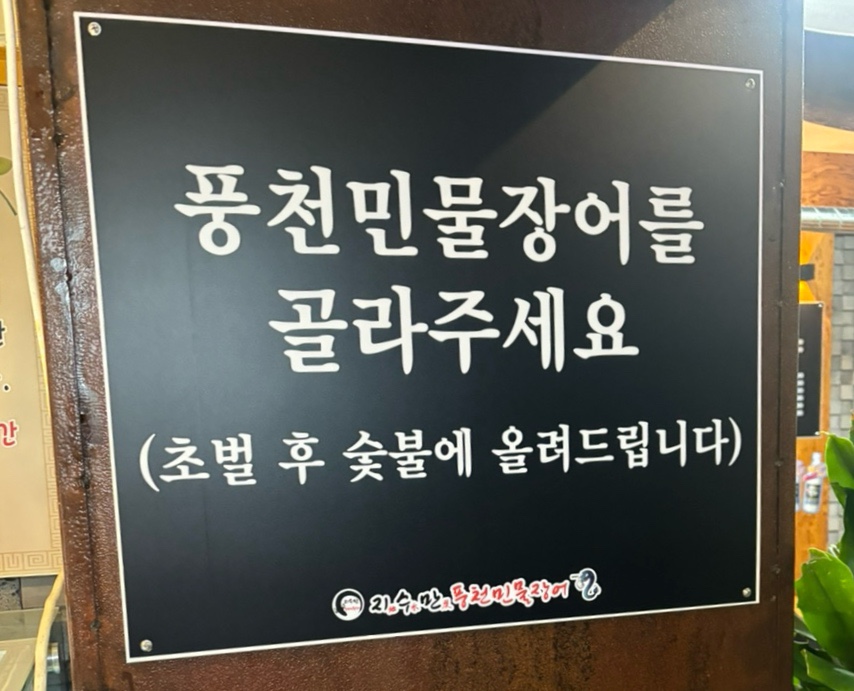 풍천민물장어를
골라주세요
(초벌 후 숯불에 올려드립니다)
지수만 풍천민물장어
간